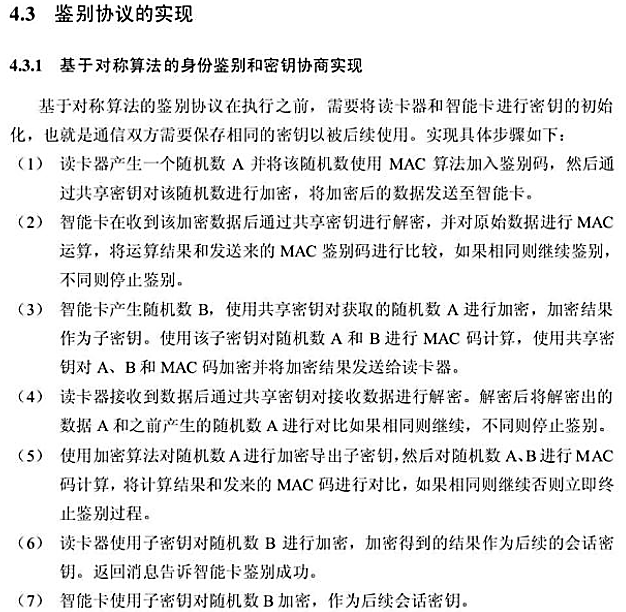 4.3 鉴别协议的实现
4.3.1 基于对称算法的身份鉴别和密钥协商实现
基于对称算法的鉴别协议在执行之前，需要将读卡器和智能卡进行密钥的初始
化，也就是通信双方需要保存相同的密钥以被后续使用。实现具体步骤如下：
（1） 读卡器产生一个随机数 A 并将该随机数使用 MAC 算法加入鉴别码，然后通
过共享密钥对该随机数进行加密，将加密后的数据发送至智能卡。
（2） 智能卡在收到该加密数据后通过共享密钥进行解密，并对原始数据进行 MAC
运算，将运算结果和发送来的 MAC 鉴别码进行比较，如果相同则继续鉴别，
不同则停止鉴别。
（3） 智能卡产生随机数 B，使用共享密钥对获取的随机数 A 进行加密，加密结果
作为子密钥。使用该子密钥对随机数 A 和 B 进行 MAC 码计算，使用共享密
钥对 A、B 和 MAC 码加密并将加密结果发送给读卡器。
（4） 读卡器接收到数据后通过共享密钥对接收数据进行解密。解密后将解密出的
数据 A 和之前产生的随机数 A 进行对比如果相同则继续，不同则停止鉴别。
（5） 使用加密算法对随机数 A 进行加密导出子密钥，然后对随机数 A、B 进行 MAC
码计算，将计算结果和发来的 MAC 码进行对比，如果相同则继续否则立即终
止鉴别过程。
（6） 读卡器使用子密钥对随机数 B 进行加密，加密得到的结果作为后续的会话密
钥。返回消息告诉智能卡鉴别成功。
（7） 智能卡使用子密钥对随机数 B 加密，作为后续会话密钥。